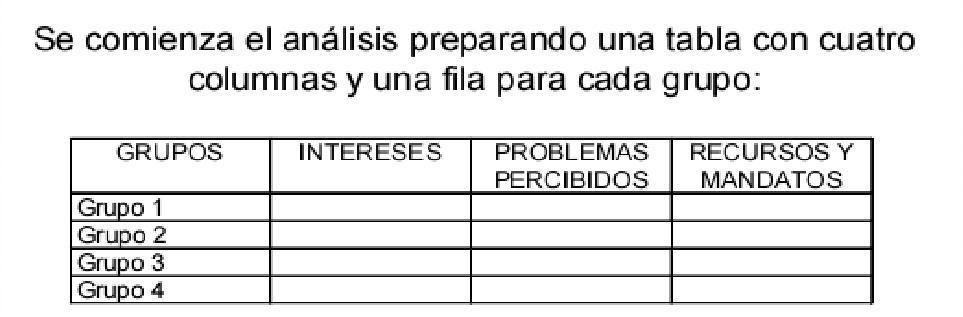 Se comienza el análisis preparando una tabla con cuatro
columnas y una fila para cada grupo:
GRUPOS INTERESES PROBLEMAS RECURSOS Y
PERCIBIDOS MANDATOS
Grupo 1
Grupo 2
Grupo 3
Grupo 4